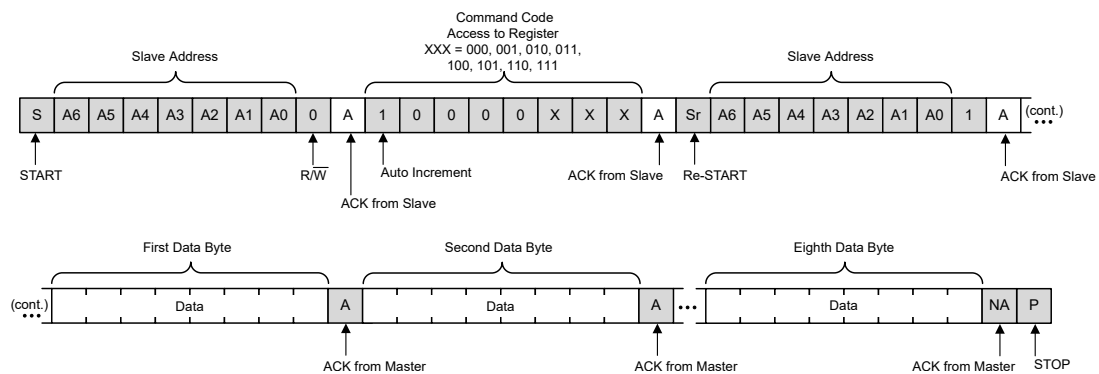 Command Code
Access to Register
XXX = 000, 001, 010, 011,
100, 101, 110, 111
Slave Address
Slave Address
S A6 A5 A4 A3 A2 A1 A0 0 A 1 0 0 0 0 X X X A Sr A6 A5 A4 A3 A2 A1 A0 1 A (cont.)
•••
START
R/W̅
Auto Increment
ACK from Slave
Re-START
ACK from Slave
ACK from Slave
First Data Byte
Second Data Byte
Eighth Data Byte
(cont.) Data A Data A ••• Data NA P
•••
ACK from Master
ACK from Master
ACK from Master
STOP